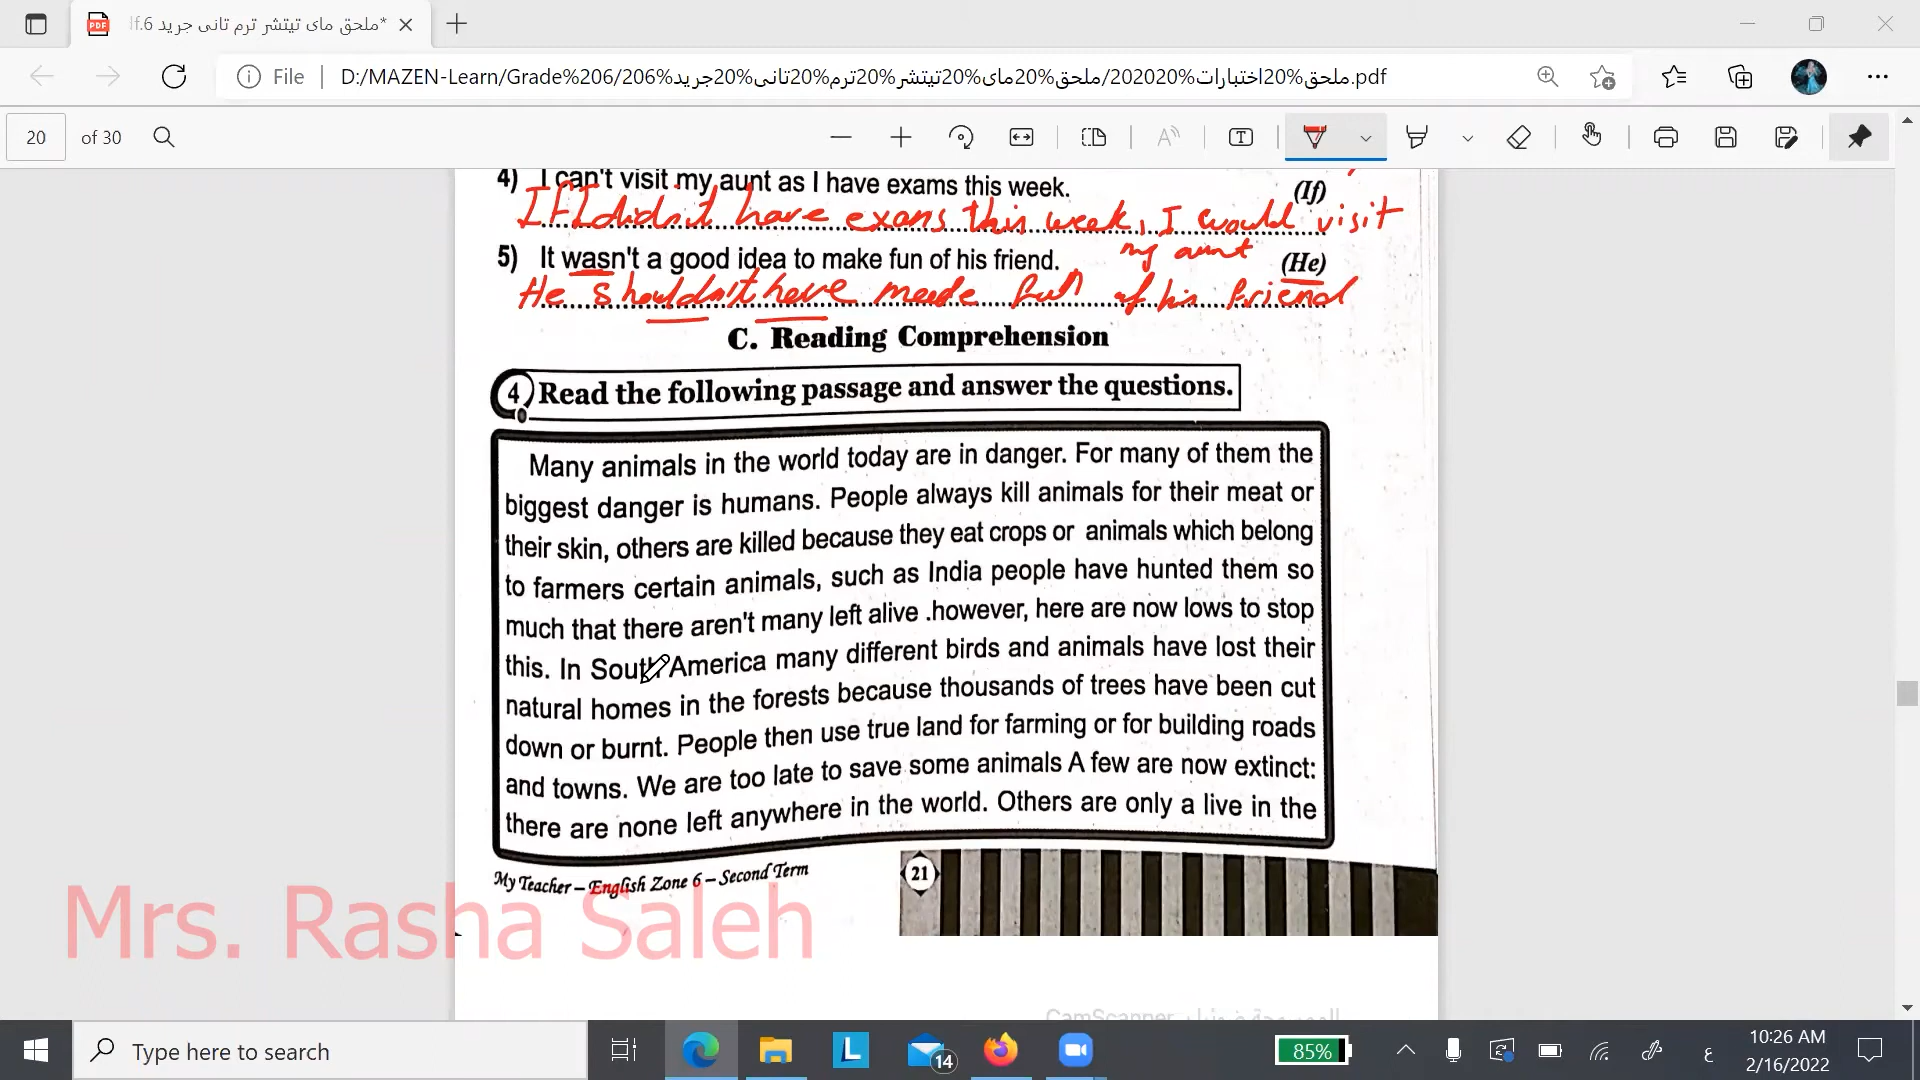 *ملحق ماى تيتشر ترم تانى جريد 6.If
File D:/MAZEN-Learn/Grade%206/206%ملحق%20ماى%20تيتشر%20ترم%20تانى%20جريد/202020%ملحق%20اختبارات.pdf
20 of 30
4) I can't visit my aunt as I have exams this week. (If)
If I didn't have exams this week, I would visit
my aunt
5) It wasn't a good idea to make fun of his friend. (He)
He shouldn't have made fun of his friend
C. Reading Comprehension
4 Read the following passage and answer the questions.
Many animals in the world today are in danger. For many of them the
biggest danger is humans. People always kill animals for their meat or
their skin, others are killed because they eat crops or animals which belong
to farmers certain animals, such as India people have hunted them so
much that there aren't many left alive .however, here are now lows to stop
this. In South America many different birds and animals have lost their
natural homes in the forests because thousands of trees have been cut
down or burnt. People then use true land for farming or for building roads
and towns. We are too late to save some animals A few are now extinct:
there are none left anywhere in the world. Others are only a live in the
My Teacher – English Zone 6 – Second Term
21
Mrs. Rasha Saleh
CamScanner
Type here to search
14
85%
ع
10:26 AM
2/16/2022